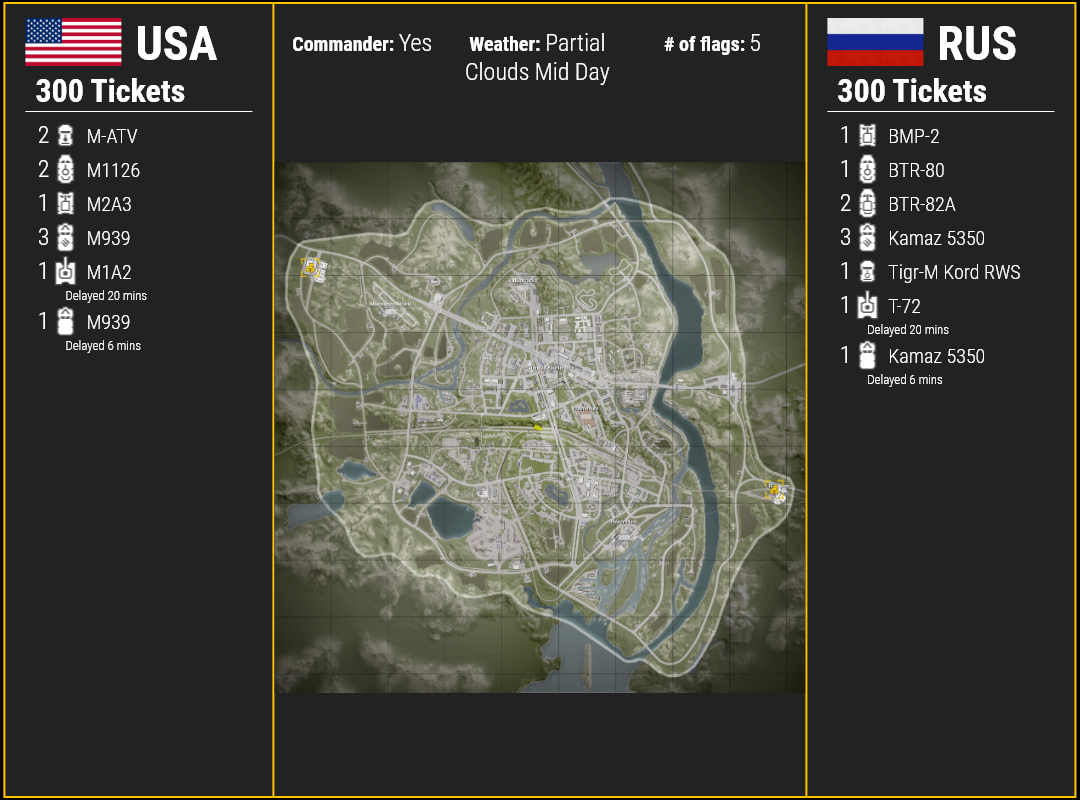 USA
300 Tickets
2 M-ATV
2 M1126
1 M2A3
3 M939
1 M1A2
Delayed 20 mins
1 M939
Delayed 6 mins
Commander: Yes
Weather: Partial
Clouds Mid Day
# of flags: 5
RUS
300 Tickets
1 BMP-2
1 BTR-80
2 BTR-82A
3 Kamaz 5350
1 Tigr-M Kord RWS
1 T-72
Delayed 20 mins
1 Kamaz 5350
Delayed 6 mins